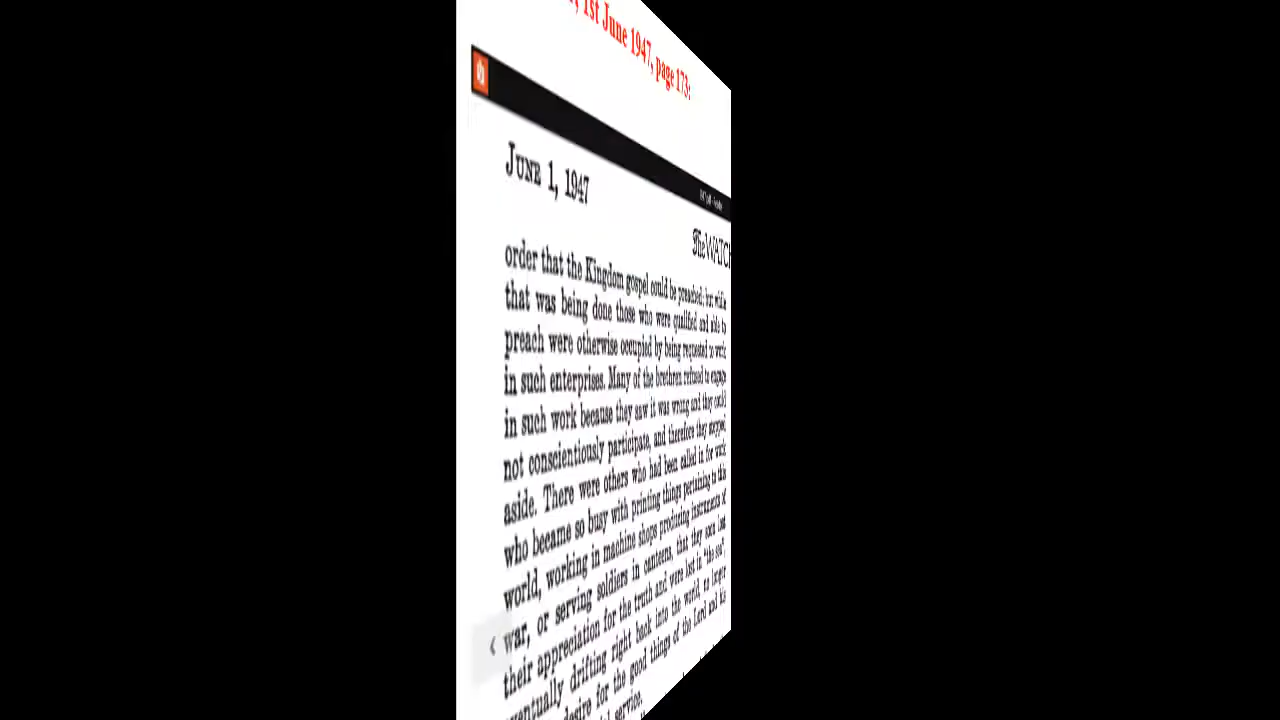 1st June 1947, page 173:
JUNE 1, 1947
The WATCH
order that the Kingdom gospel could be preached; but while
that was being done those who were qualified and able to
preach were otherwise occupied by being requested to work
in such enterprises. Many of the brethren refused to engage
in such work because they saw it was wrong and they could
not conscientiously participate, and therefore they stepped
aside. There were others who had been called in for work
who became so busy with printing things pertaining to this
world, working in machine shops producing instruments of
war, or serving soldiers in canteens, that they soon lost
their appreciation for the truth and were lost in "the sea",
eventually drifting right back into the world, no longer
desire for the good things of the Lord and his
service.